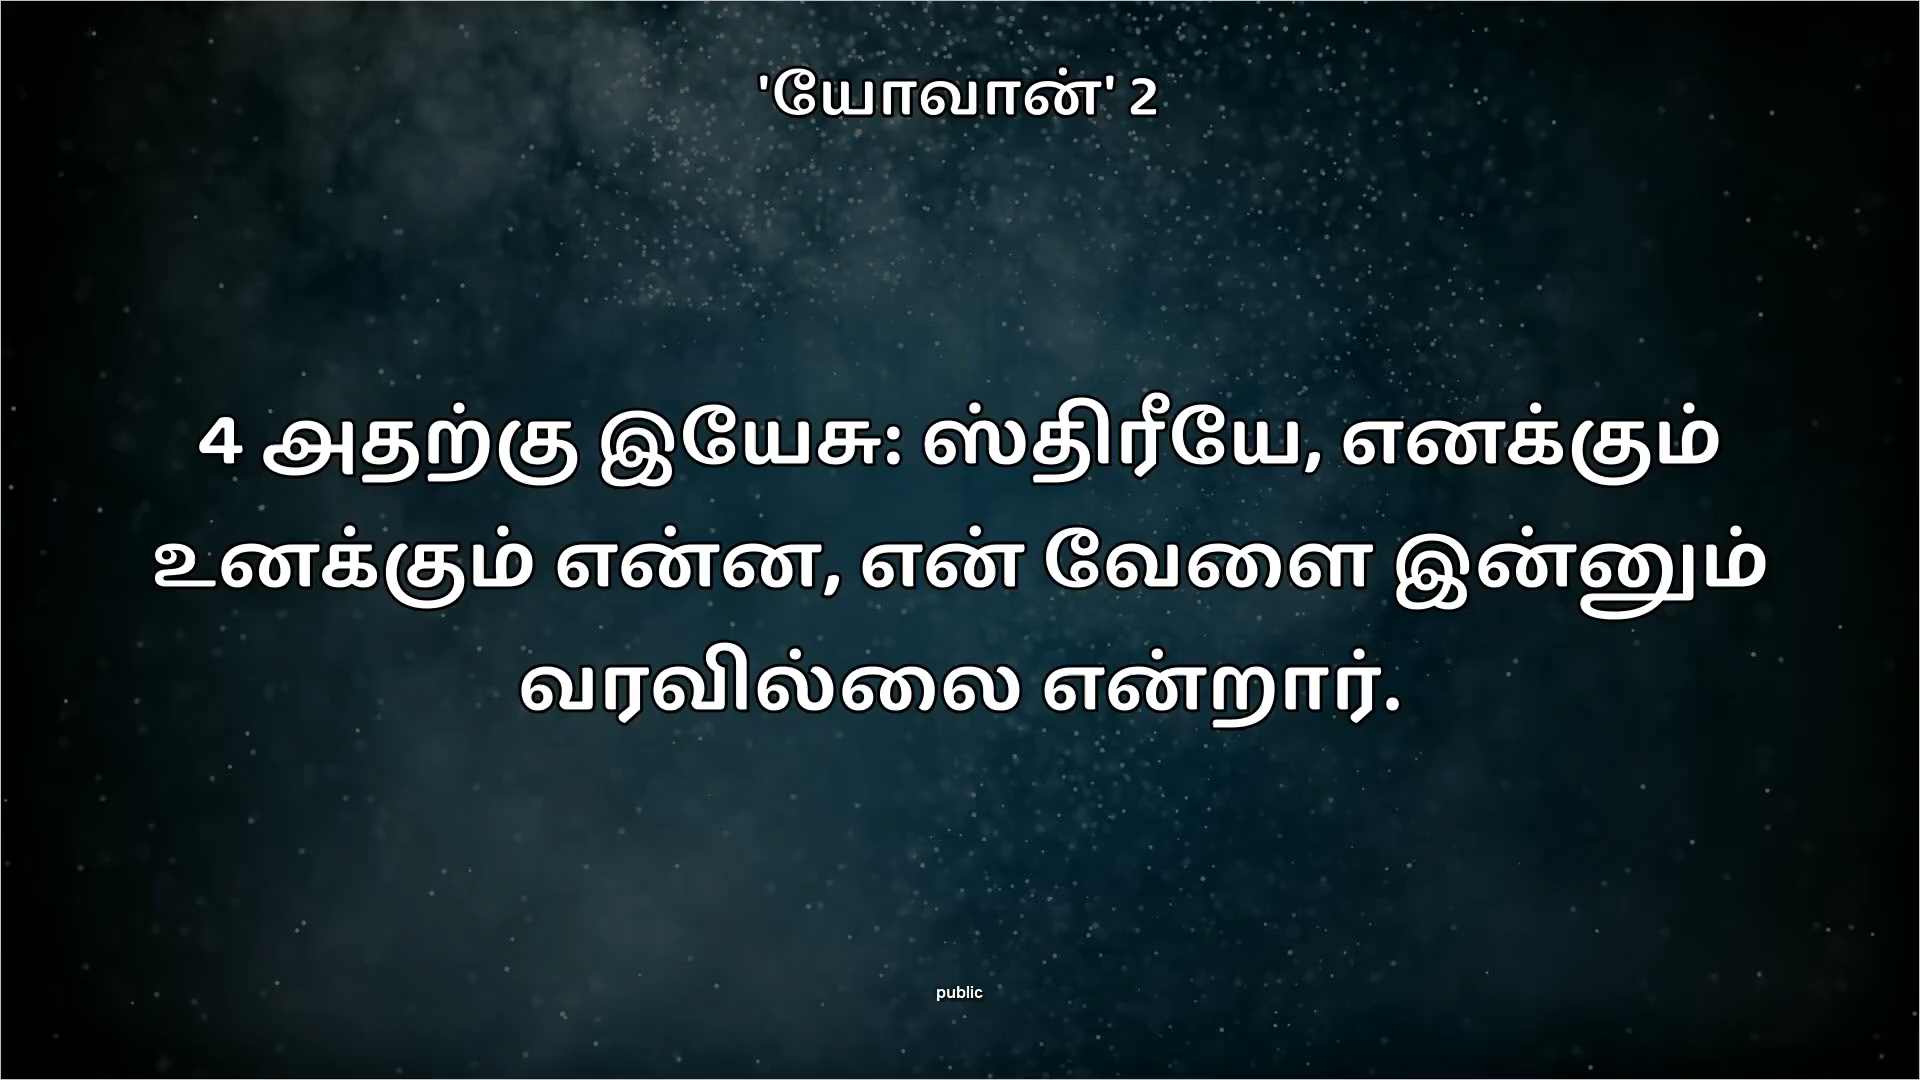 'யோவான்' 2
4 அதற்கு இயேசு: ஸ்திரீயே, எனக்கும்
உனக்கும் என்ன, என் வேளை இன்னும்
வரவில்லை என்றார்.
public